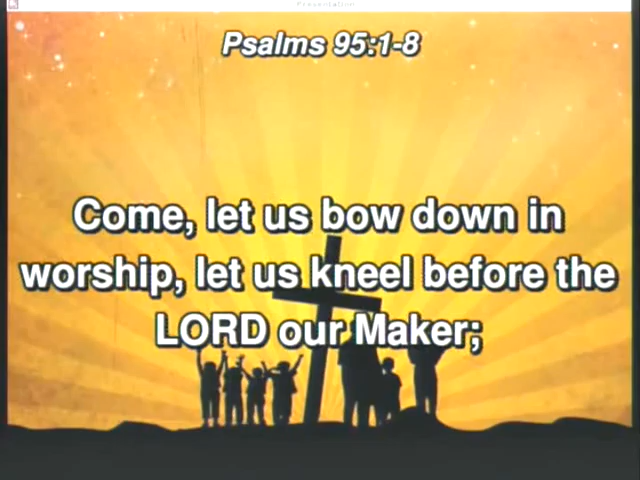 Presentation
Psalms 95:1-8
Come, let us bow down in
worship, let us kneel before the
LORD our Maker;